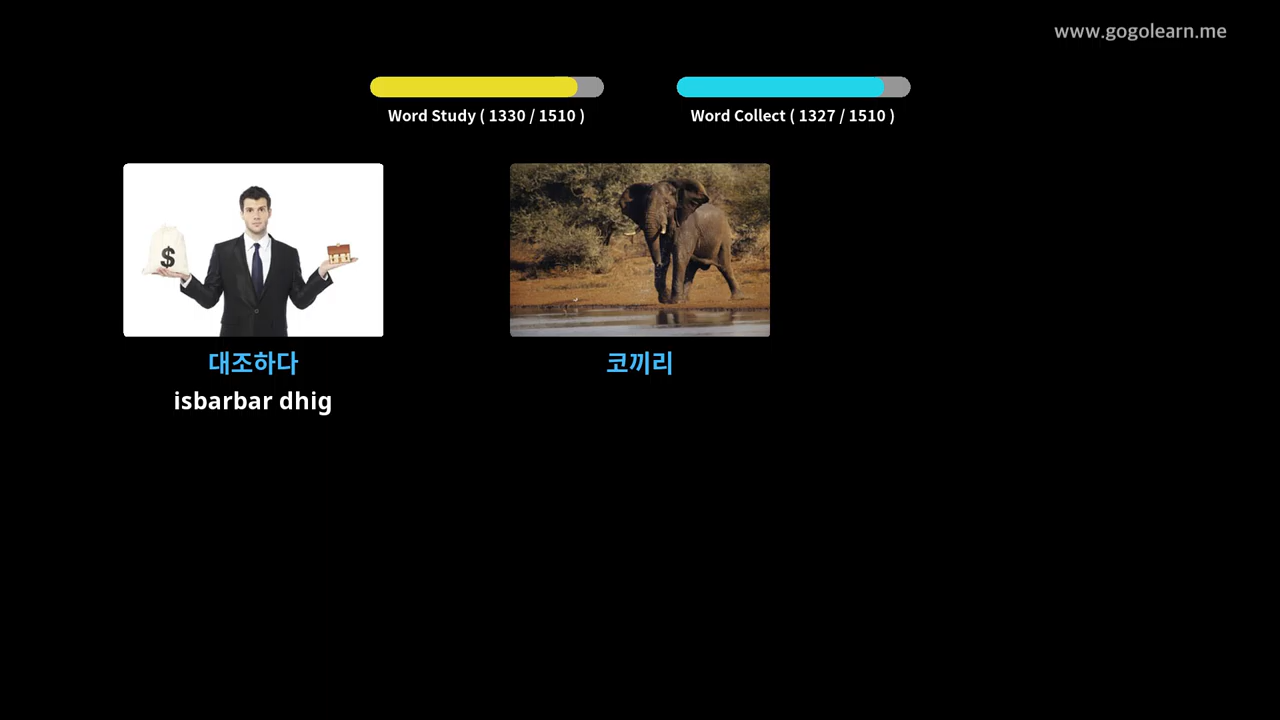 www.gogolearn.me
Word Study ( 1330 / 1510 )
Word Collect ( 1327 / 1510 )
$
대조하다
isbarbar dhig
코끼리